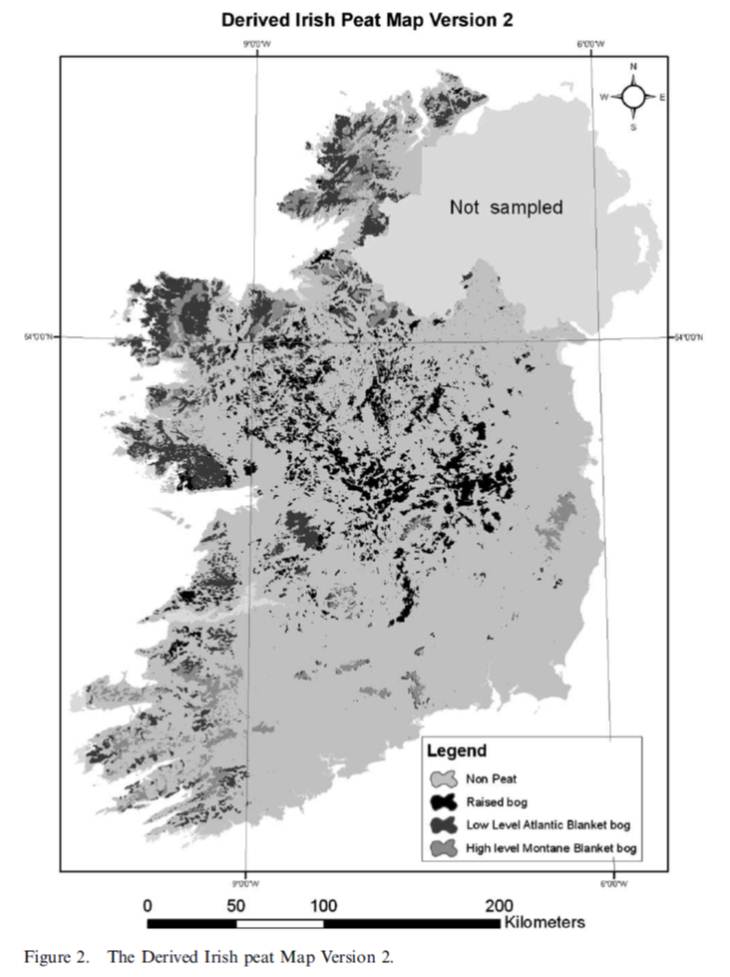 Derived Irish Peat Map Version 2
9°0'0"W
6°0'0"W
N
W
E
S
Not sampled
54°0'0"N
54°0'0"N
Legend
Non Peat
Raised bog
Low Level Atlantic Blanket bog
High level Montane Blanket bog
9°0'0"W
6°0'0"W
0
50
100
200
Kilometers
Figure 2. The Derived Irish peat Map Version 2.